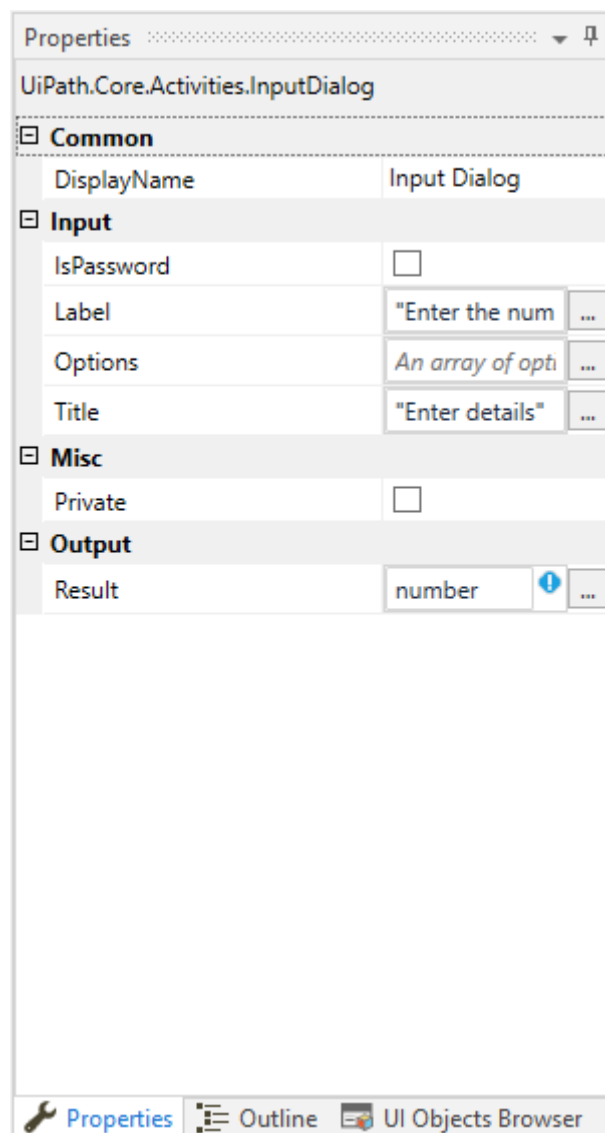 Properties
UiPath.Core.Activities.InputDialog
Common
DisplayName Input Dialog
Input
IsPassword
Label "Enter the num ...
Options An array of opti ...
Title "Enter details" ...
Misc
Private
Output
Result number ...
Properties Outline UI Objects Browser